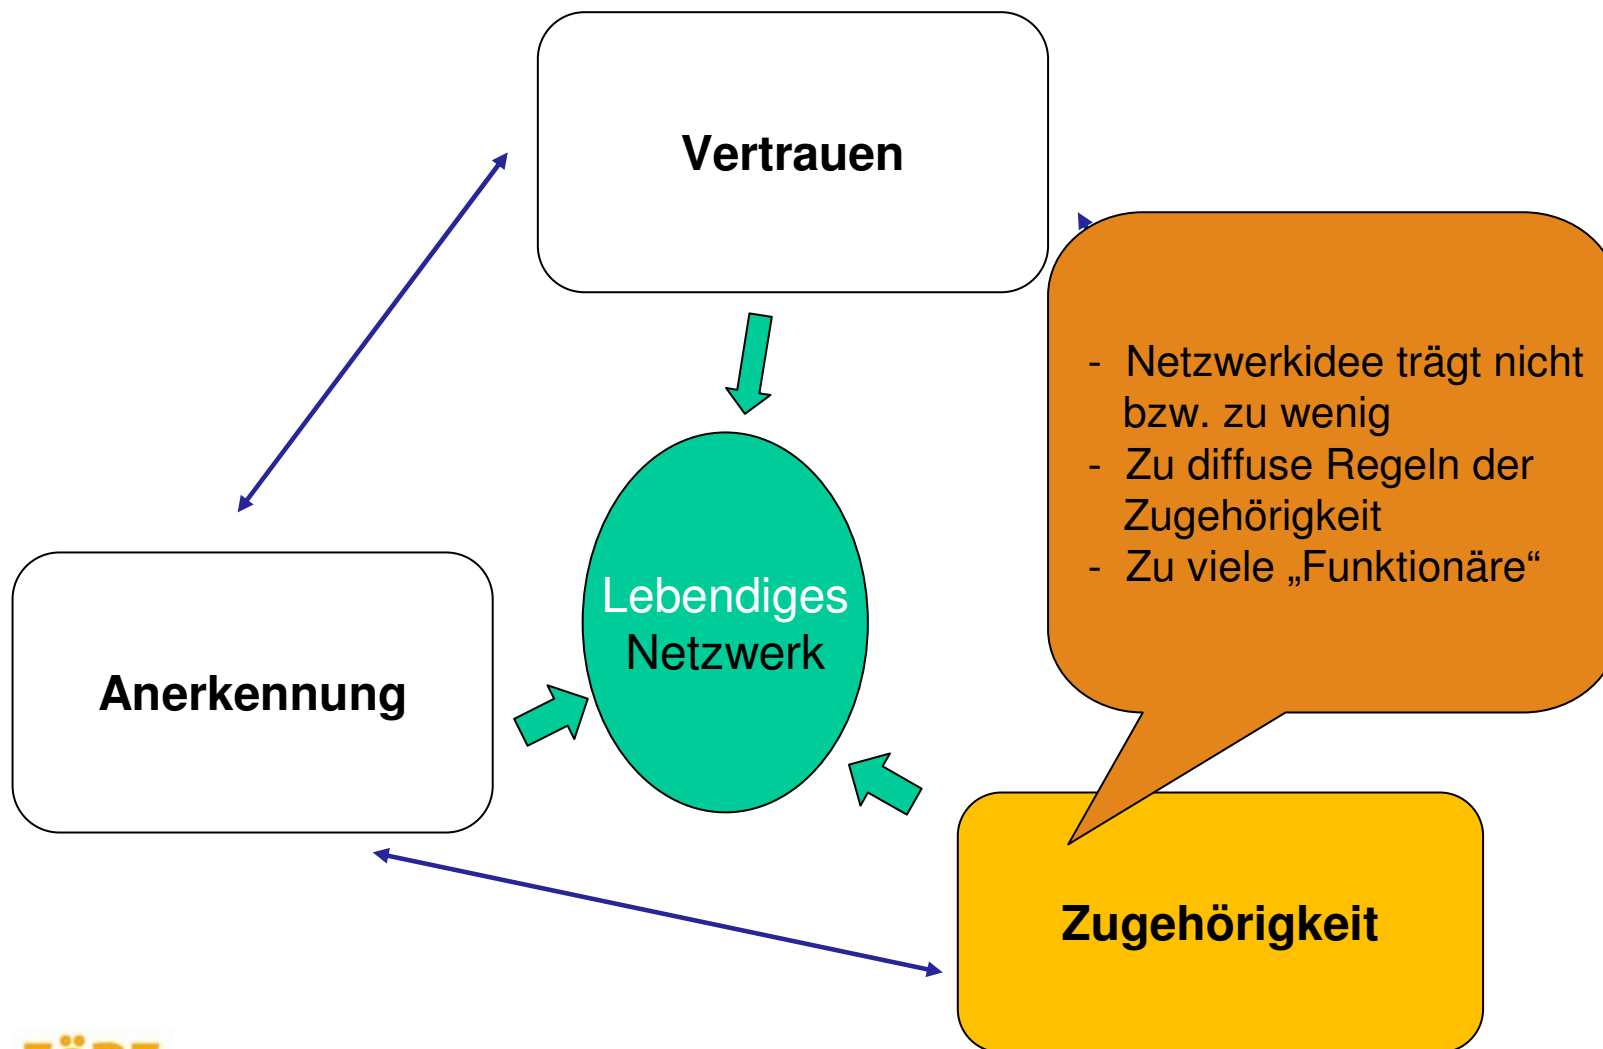 Vertrauen
- Netzwerkidee trägt nicht
bzw. zu wenig
- Zu diffuse Regeln der
Zugehörigkeit
- Zu viele „Funktionäre“
Lebendiges
Netzwerk
Anerkennung
Zugehörigkeit